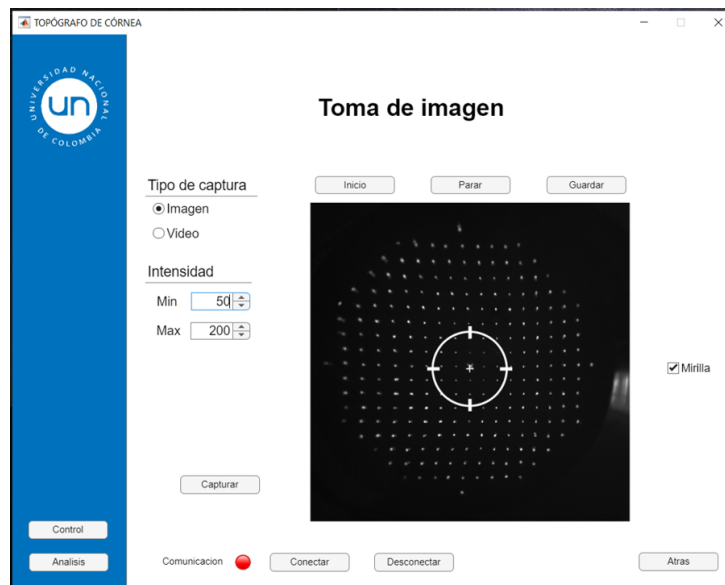 TOPÓGRAFO DE CÓRNEA
UNIVERSIDAD NACIONAL
un
DE COLOMBIA
Toma de imagen
Tipo de captura
Imagen
Video
Inicio
Parar
Guardar
Intensidad
Min 50
Max 200
Mirilla
Capturar
Control
Analisis
Comunicacion
Conectar
Desconectar
Atras